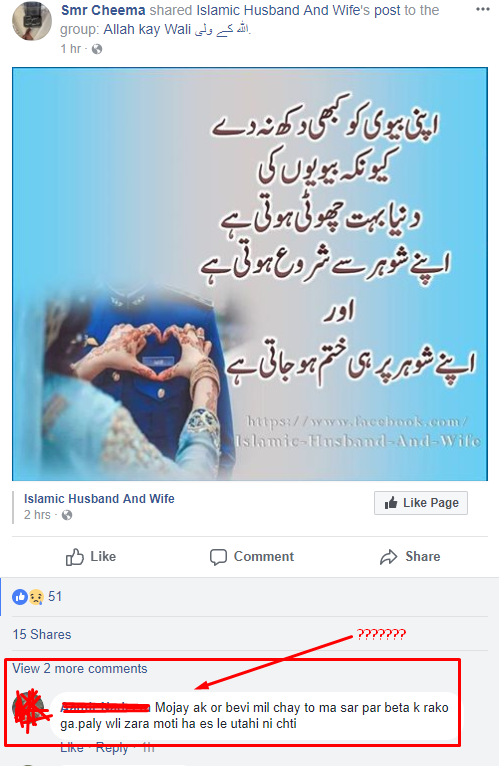 Smr Cheema shared Islamic Husband And Wife's post to the
group: Allah kay Wali اللہ کے ولی.
1 hr
اپنی بیوی کو کبھی دکھ نہ دے
کیونکہ بیویوں کی
دنیا بہت چھوٹی ہوتی ہے
اپنے شوہر سے شروع ہوتی ہے
اور
اپنے شوہر پر ہی ختم ہو جاتی ہے
https://www.facebook.com/
Islamic-Husband-And-Wife
Islamic Husband And Wife
2 hrs
Like Page
Like Comment Share
51
15 Shares
???????
View 2 more comments
Mojay ak or bevi mil chay to ma sar par beta k rako
ga.paly wli zara moti ha es le utahi ni chti
Like · Reply · 1h